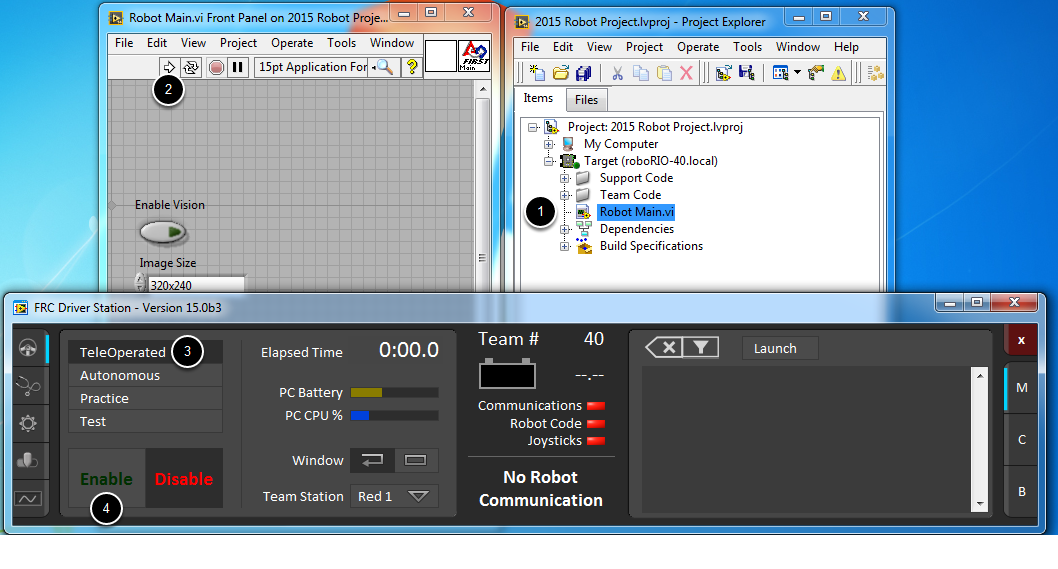 Robot Main.vi Front Panel on 2015 Robot Proje...
File Edit View Project Operate Tools Window
15pt Application For
FIRST
Main
2
Enable Vision
Image Size
320x240
2015 Robot Project.lvproj - Project Explorer
File Edit View Project Operate Tools Window Help
Items Files
Project: 2015 Robot Project.lvproj
My Computer
Target (roboRIO-40.local)
Support Code
Team Code
1 Robot Main.vi
Dependencies
Build Specifications
FRC Driver Station - Version 15.0b3
TeleOperated 3
Autonomous
Practice
Test
Enable Disable
4
Elapsed Time 0:00.0
PC Battery
PC CPU %
Window
Team Station Red 1
Team # 40
--.--
Communications
Robot Code
Joysticks
No Robot
Communication
Launch
X
M
C
B